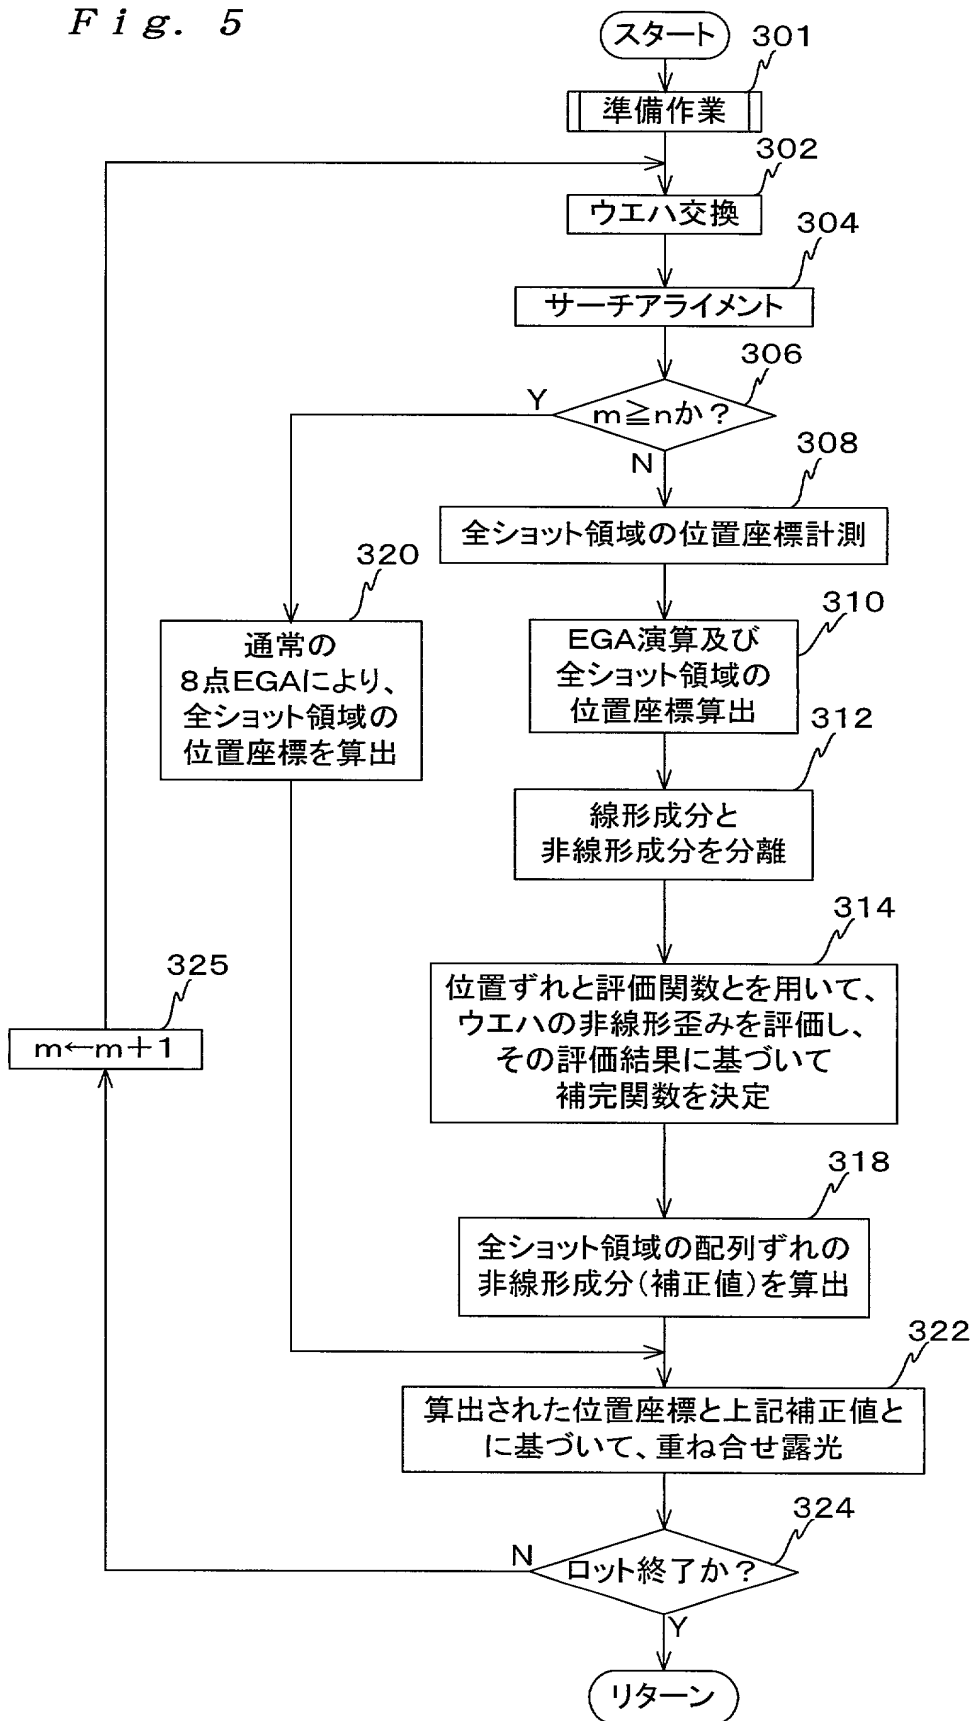 Fig. 5
スタート
301
準備作業
302
ウエハ交換
304
サーチアライメント
306
m≧nか?
Y
N
308
全ショット領域の位置座標計測
320
通常の
8点EGAにより、
全ショット領域の
位置座標を算出
310
EGA演算及び
全ショット領域の
位置座標算出
312
線形成分と
非線形成分を分離
314
位置ずれと評価関数とを用いて、
ウエハの非線形歪みを評価し、
その評価結果に基づいて
補完関数を決定
325
m←m+1
318
全ショット領域の配列ずれの
非線形成分(補正値)を算出
322
算出された位置座標と上記補正値と
に基づいて、重ね合せ露光
324
ロット終了か?
N
Y
リターン